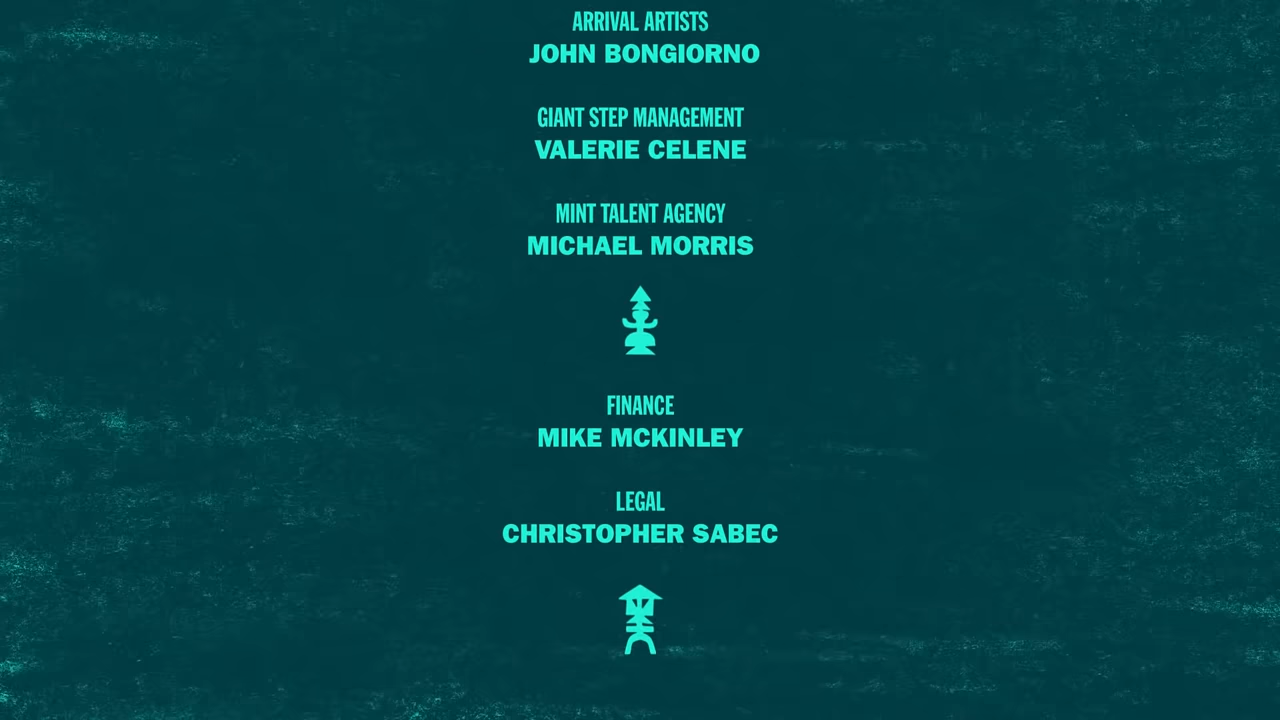 ARRIVAL ARTISTS
JOHN BONGIORNO
GIANT STEP MANAGEMENT
VALERIE CELENE
MINT TALENT AGENCY
MICHAEL MORRIS
FINANCE
MIKE MCKINLEY
LEGAL
CHRISTOPHER SABEC